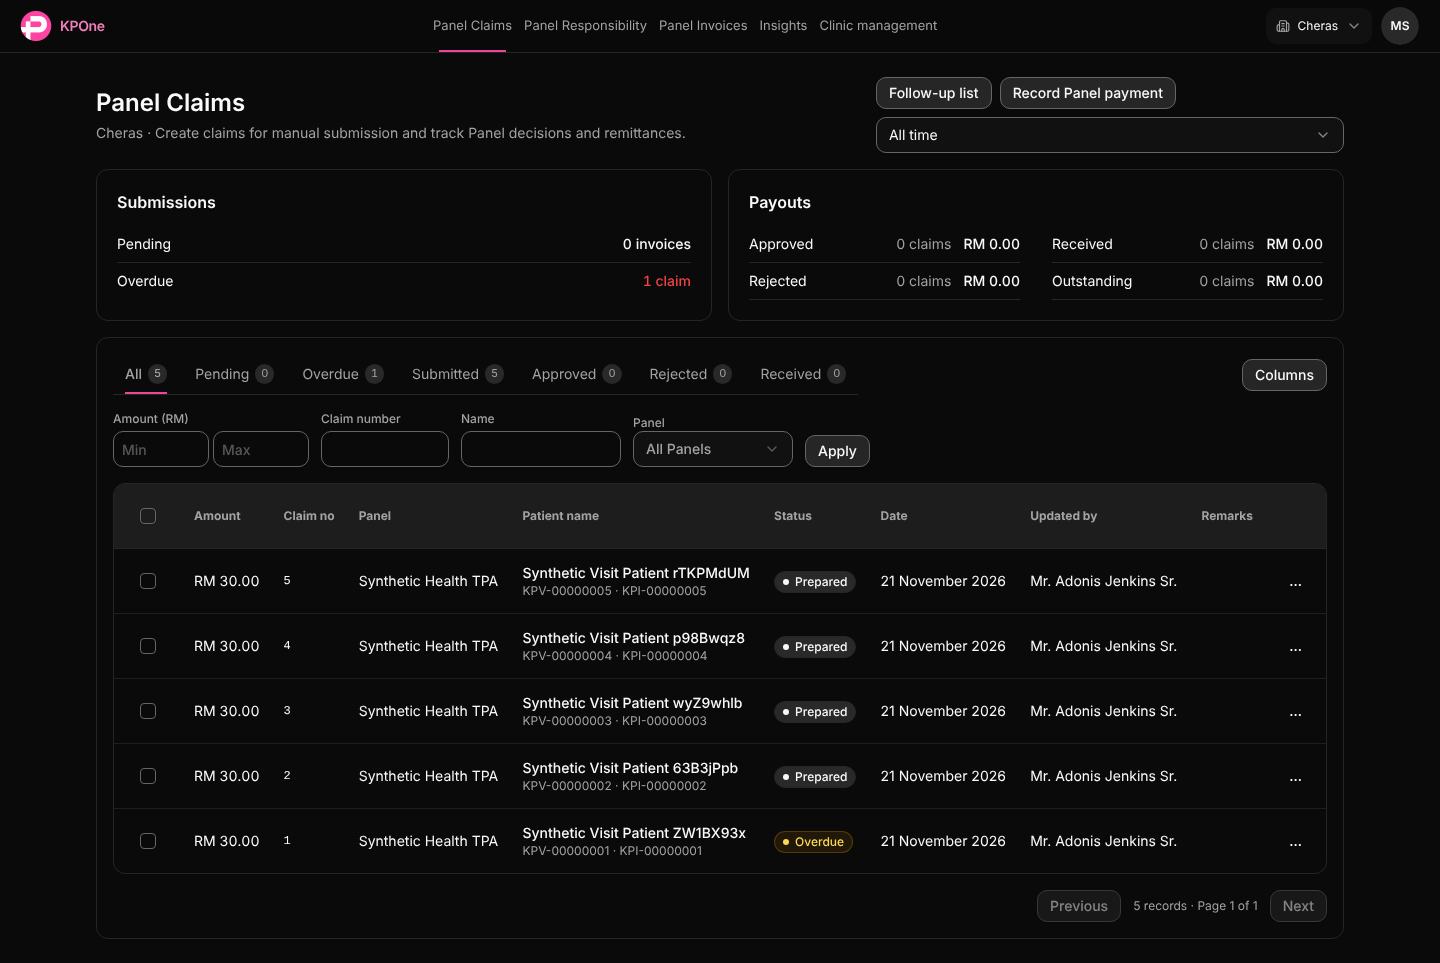 KPOne
Panel Claims Panel Responsibility Panel Invoices Insights Clinic management
Cheras
MS
Panel Claims
Cheras · Create claims for manual submission and track Panel decisions and remittances.
Follow-up list Record Panel payment
All time
Submissions
Pending 0 invoices
Overdue 1 claim
Payouts
Approved 0 claims RM 0.00 Received 0 claims RM 0.00
Rejected 0 claims RM 0.00 Outstanding 0 claims RM 0.00
All 5 Pending 0 Overdue 1 Submitted 5 Approved 0 Rejected 0 Received 0
Columns
Amount (RM) Claim number Name Panel
Min Max All Panels Apply
Amount Claim no Panel Patient name Status Date Updated by Remarks
RM 30.00 5 Synthetic Health TPA Synthetic Visit Patient rTKPMdUM Prepared 21 November 2026 Mr. Adonis Jenkins Sr. ...
KPV-00000005 · KPI-00000005
RM 30.00 4 Synthetic Health TPA Synthetic Visit Patient p98Bwqz8 Prepared 21 November 2026 Mr. Adonis Jenkins Sr. ...
KPV-00000004 · KPI-00000004
RM 30.00 3 Synthetic Health TPA Synthetic Visit Patient wyZ9whIb Prepared 21 November 2026 Mr. Adonis Jenkins Sr. ...
KPV-00000003 · KPI-00000003
RM 30.00 2 Synthetic Health TPA Synthetic Visit Patient 63B3jPpb Prepared 21 November 2026 Mr. Adonis Jenkins Sr. ...
KPV-00000002 · KPI-00000002
RM 30.00 1 Synthetic Health TPA Synthetic Visit Patient ZW1BX93x Overdue 21 November 2026 Mr. Adonis Jenkins Sr. ...
KPV-00000001 · KPI-00000001
Previous 5 records · Page 1 of 1 Next